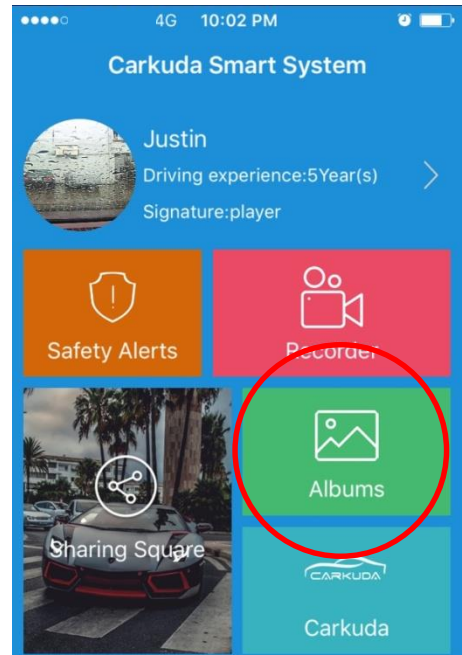 4G 10:02 PM
Carkuda Smart System
Justin
Driving experience:5Year(s)
Signature:player
Safety Alerts
Recorder
Albums
Sharing Square
CARKUDA
Carkuda